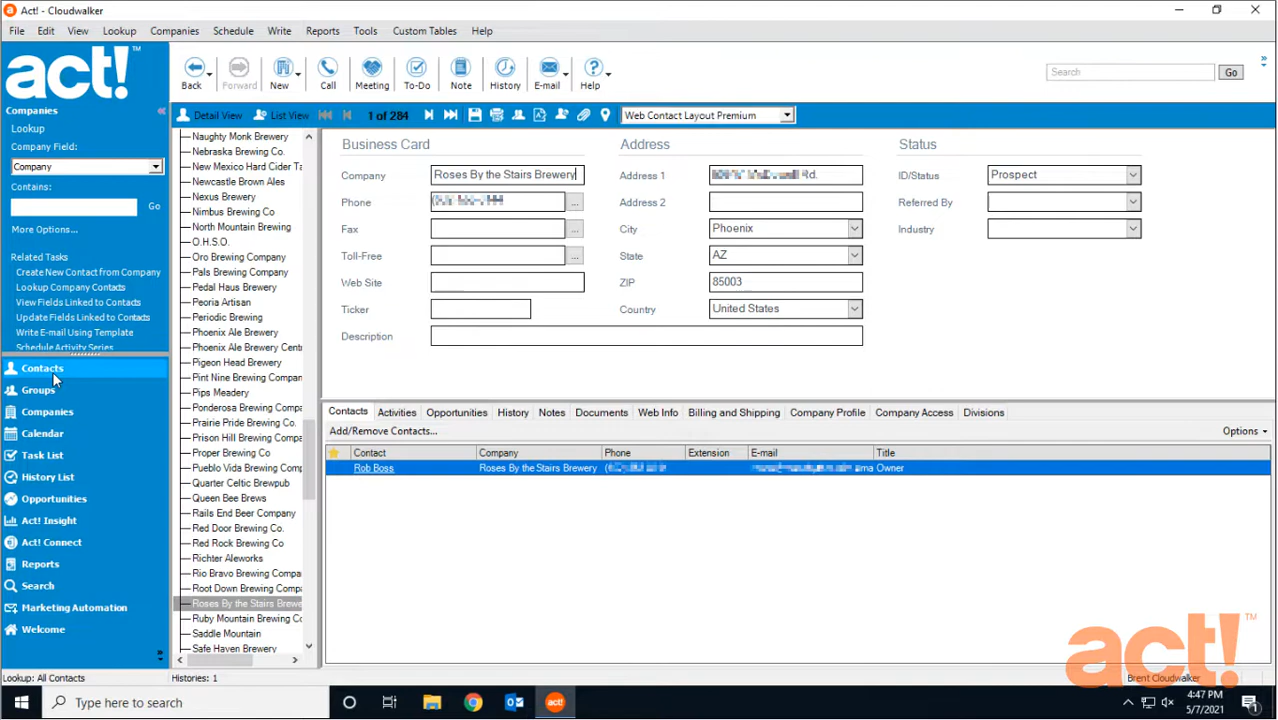 Act! - Cloudwalker
File Edit View Lookup Companies Schedule Write Reports Tools Custom Tables Help
act!™
Back Forward New Call Meeting To-Do Note History E-mail Help
Search Go
Companies
Lookup
Company Field:
Company
Contains:
Go
More Options...
Related Tasks
Create New Contact from Company
Lookup Company Contacts
View Fields Linked to Contacts
Update Fields Linked to Contacts
Write E-mail Using Template
Schedule Activity Series
Contacts
Groups
Companies
Calendar
Task List
History List
Opportunities
Act! Insight
Act! Connect
Reports
Search
Marketing Automation
Welcome
Detail View List View 1 of 284 Web Contact Layout Premium
Naughty Monk Brewery
Nebraska Brewing Co.
New Mexico Hard Cider Ta
Newcastle Brown Ales
Nexus Brewery
Nimbus Brewing Co
North Mountain Brewing
O.H.S.O.
Oro Brewing Company
Pals Brewing Company
Pedal Haus Brewery
Peoria Artisan
Periodic Brewing
Phoenix Ale Brewery
Phoenix Ale Brewery Centr
Pigeon Head Brewery
Pint Nine Brewing Compan
Pips Meadery
Ponderosa Brewing Compa
Prairie Pride Brewing Co.
Prison Hill Brewing Compa
Proper Brewing Co
Pueblo Vida Brewing Comp
Quarter Celtic Brewpub
Queen Bee Brews
Rails End Beer Company
Red Door Brewing Co.
Red Rock Brewing Co
Richter Aleworks
Rio Bravo Brewing Compa
Root Down Brewing Compa
Roses By the Stairs Brewe
Ruby Mountain Brewing Co
Saddle Mountain
Safe Haven Brewery
Business Card
Company Roses By the Stairs Brewery
Phone
Fax
Toll-Free
Web Site
Ticker
Description
Address
Address 1 Rd.
Address 2
City Phoenix
State AZ
ZIP 85003
Country United States
Status
ID/Status Prospect
Referred By
Industry
Contacts Activities Opportunities History Notes Documents Web Info Billing and Shipping Company Profile Company Access Divisions
Add/Remove Contacts... Options
Contact Company Phone Extension E-mail Title
Rob Boss Roses By the Stairs Brewery Owner
act!™
Lookup: All Contacts Histories: 1 Brent Cloudwalker
Type here to search
act!
4:47 PM
5/7/2021
1